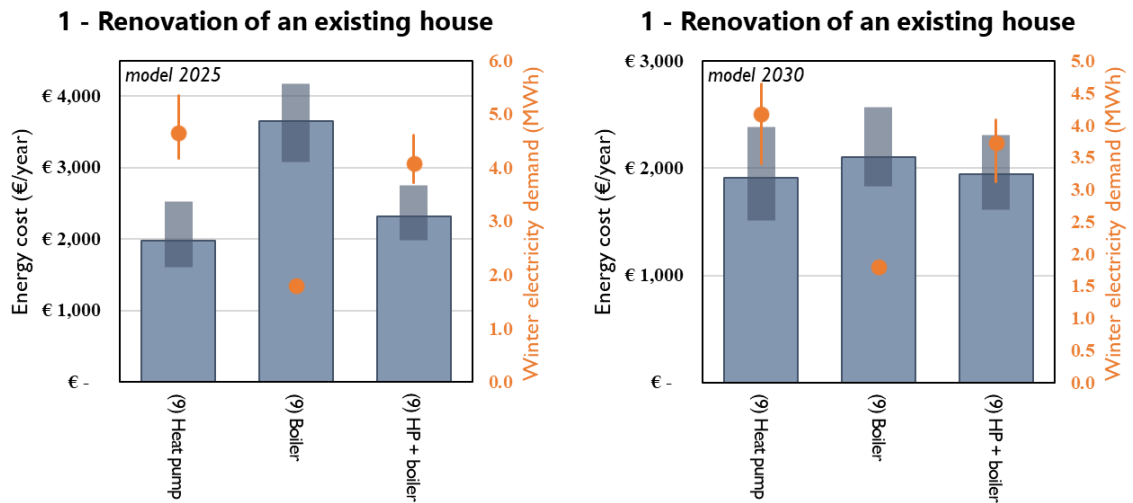 1 - Renovation of an existing house
model 2025
Energy cost (€/year)
€ 4,000
€ 3,000
€ 2,000
€ 1,000
€ -
6.0
5.0
4.0
3.0
2.0
1.0
0.0
Winter electricity demand (MWh)
(9) Heat pump
(9) Boiler
(9) HP + boiler
1 - Renovation of an existing house
model 2030
Energy cost (€/year)
€ 3,000
€ 2,000
€ 1,000
€ -
5.0
4.5
4.0
3.5
3.0
2.5
2.0
1.5
1.0
0.5
0.0
Winter electricity demand (MWh)
(9) Heat pump
(9) Boiler
(9) HP + boiler